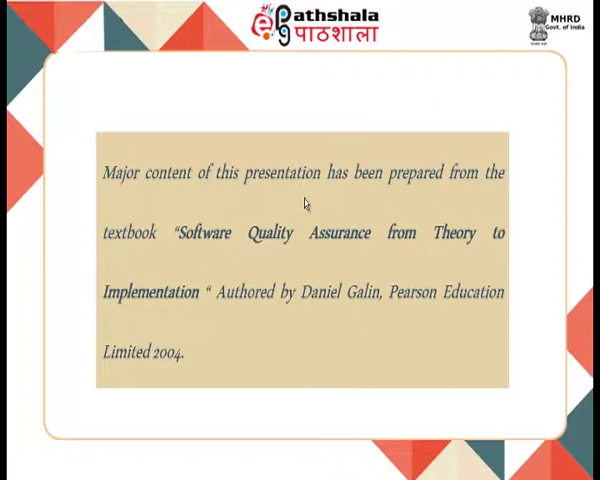 ePathshala
पाठशाला
MHRD
Govt. of India
Major content of this presentation has been prepared from the
textbook “Software Quality Assurance from Theory to
Implementation “ Authored by Daniel Galin, Pearson Education
Limited 2004.